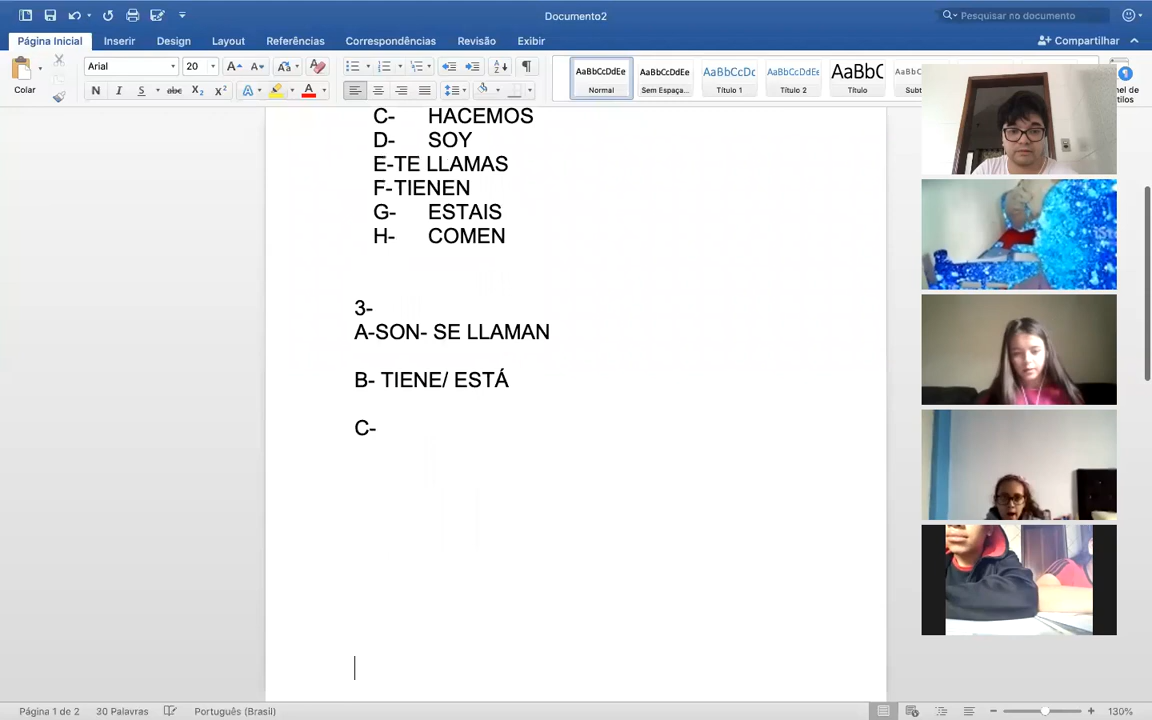 Documento2
Pesquisar no documento
Página Inicial Inserir Design Layout Referências Correspondências Revisão Exibir Compartilhar
Colar Arial 20
AaBbCcDdEe AaBbCcDdEe AaBbCcDc AaBbCcDdEe AaBbC
Normal Sem Espaça... Título 1 Título 2 Título
C- HACEMOS
D- SOY
E-TE LLAMAS
F-TIENEN
G- ESTAIS
H- COMEN
3-
A-SON- SE LLAMAN
B- TIENE/ ESTÁ
C-
Página 1 de 2 30 Palavras Português (Brasil) 130%